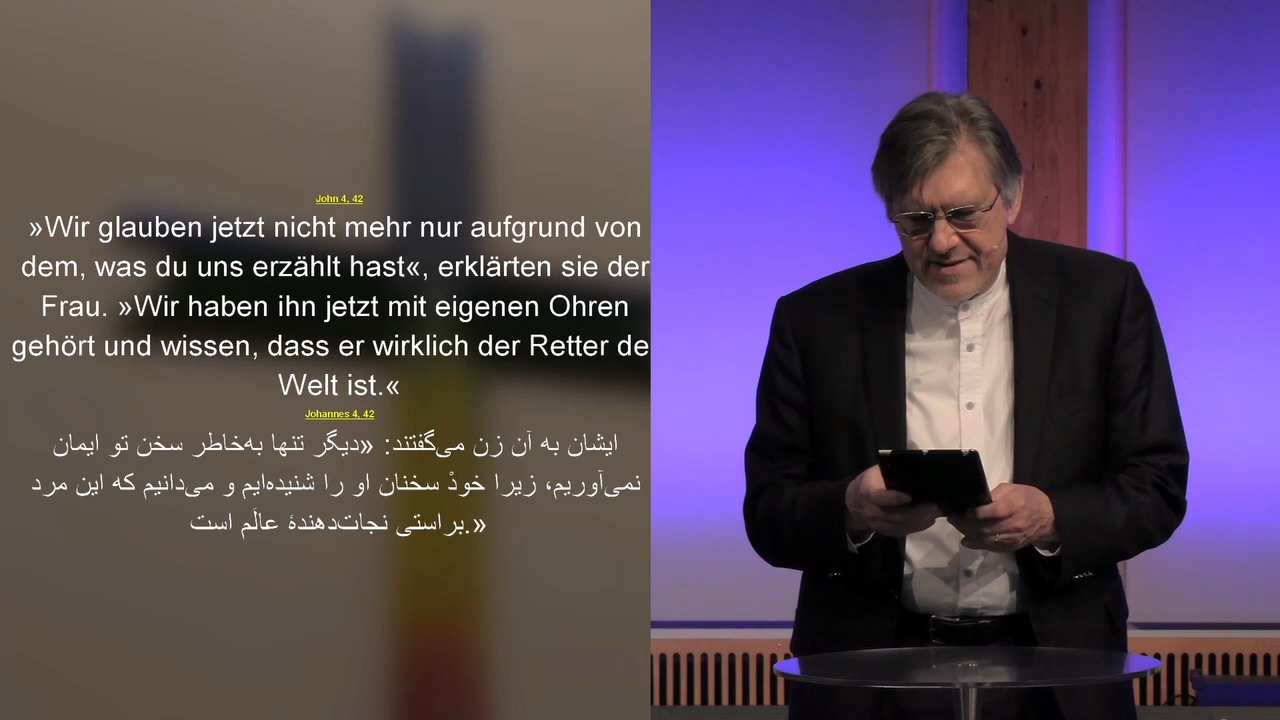 John 4, 42
»Wir glauben jetzt nicht mehr nur aufgrund von
dem, was du uns erzählt hast«, erklärten sie der
Frau. »Wir haben ihn jetzt mit eigenen Ohren
gehört und wissen, dass er wirklich der Retter de
Welt ist.«
Johannes 4, 42
ایشان به آن زن می‌گفتند: «دیگر تنها به‌خاطر سخن تو ایمان
نمی‌آوریم، زیرا خودْ سخنان او را شنیده‌ایم و می‌دانیم که این مرد
براستی نجات‌دهندۀ عالَم است.»